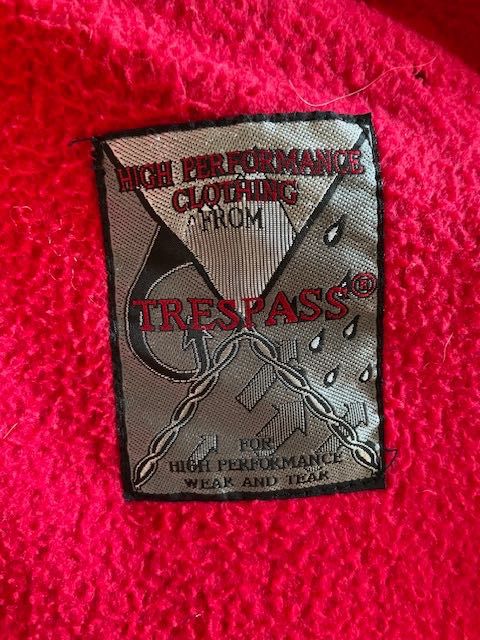 HIGH PERFORMANCE
CLOTHING
FROM
TRESPASS®
FOR
HIGH PERFORMANCE
WEAR AND TEAR